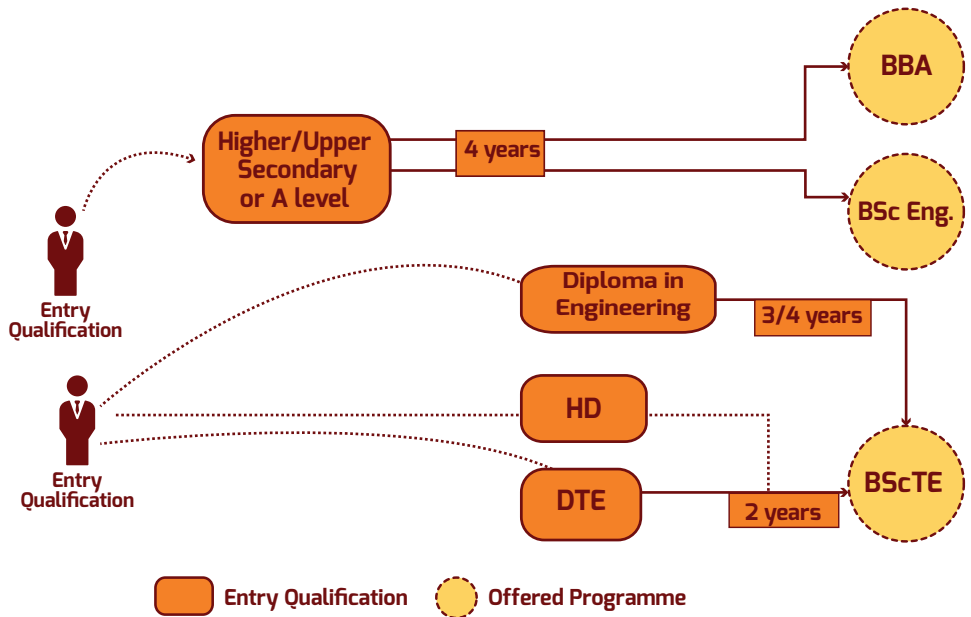 BBA
Higher/Upper
Secondary
or A level
4 years
BSc Eng.
Entry
Qualification
Diploma in
Engineering
3/4 years
HD
Entry
Qualification
DTE
2 years
BScTE
Entry Qualification
Offered Programme